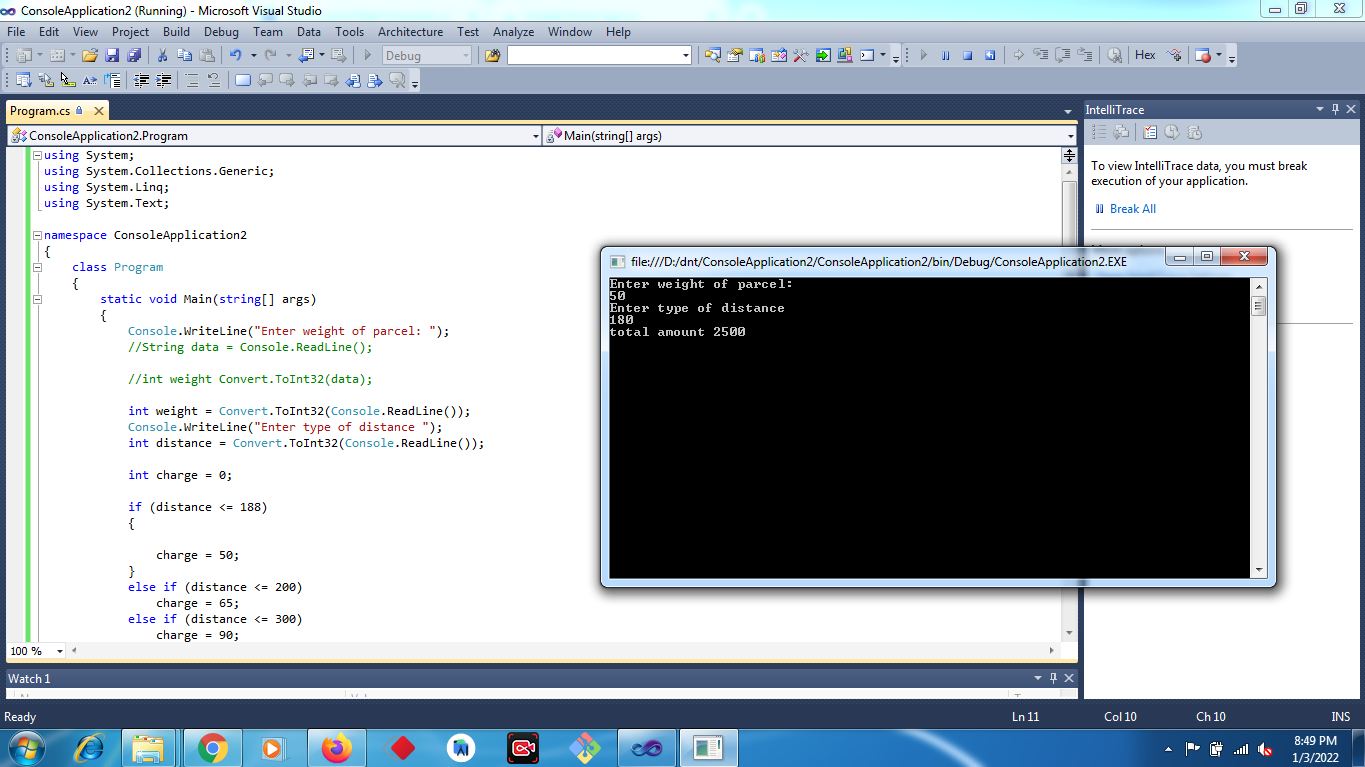 ConsoleApplication2 (Running) - Microsoft Visual Studio
File Edit View Project Build Debug Team Data Tools Architecture Test Analyze Window Help
Debug
Hex
Program.cs
ConsoleApplication2.Program
Main(string[] args)
using System;
using System.Collections.Generic;
using System.Linq;
using System.Text;
namespace ConsoleApplication2
{
class Program
{
static void Main(string[] args)
{
Console.WriteLine("Enter weight of parcel: ");
//String data = Console.ReadLine();
//int weight Convert.ToInt32(data);
int weight = Convert.ToInt32(Console.ReadLine());
Console.WriteLine("Enter type of distance ");
int distance = Convert.ToInt32(Console.ReadLine());
int charge = 0;
if (distance <= 188)
{
charge = 50;
}
else if (distance <= 200)
charge = 65;
else if (distance <= 300)
charge = 90;
100 %
IntelliTrace
To view IntelliTrace data, you must break
execution of your application.
Break All
file:///D:/dnt/ConsoleApplication2/ConsoleApplication2/bin/Debug/ConsoleApplication2.EXE
Enter weight of parcel:
50
Enter type of distance
180
total amount 2500
Watch 1
Ready
Ln 11 Col 10 Ch 10 INS
8:49 PM
1/3/2022